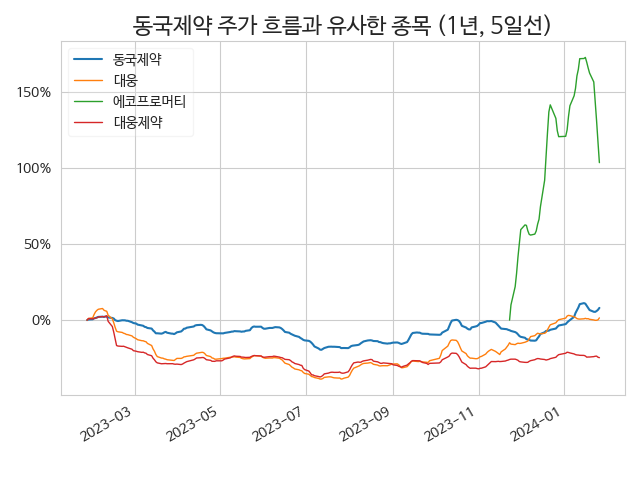 동국제약 주가 흐름과 유사한 종목 (1년, 5일선)
동국제약
대웅
에코프로머티
대웅제약
150%
100%
50%
0%
2023-03
2023-05
2023-07
2023-09
2023-11
2024-01